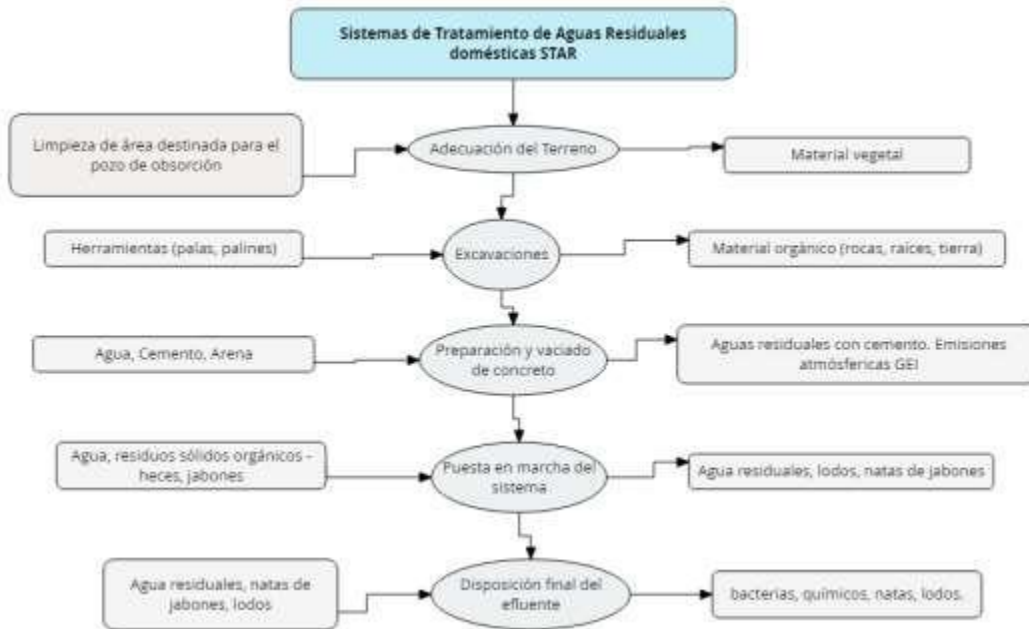 Sistemas de Tratamiento de Aguas Residuales
domésticas STAR
Limpieza de área destinada para el
pozo de obsorción
Adecuación del Terreno
Material vegetal
Herramientas (palas, palines)
Excavaciones
Material orgánico (rocas, raíces, tierra)
Agua, Cemento, Arena
Preparación y vaciado
de concreto
Aguas residuales con cemento. Emisiones
atmósfericas GEI
Agua, residuos sólidos orgánicos -
heces, jabones
Puesta en marcha del
sistema
Agua residuales, lodos, natas de jabones
Agua residuales, natas de
jabones, lodos
Disposición final del
efluente
bacterias, químicos, natas, lodos.